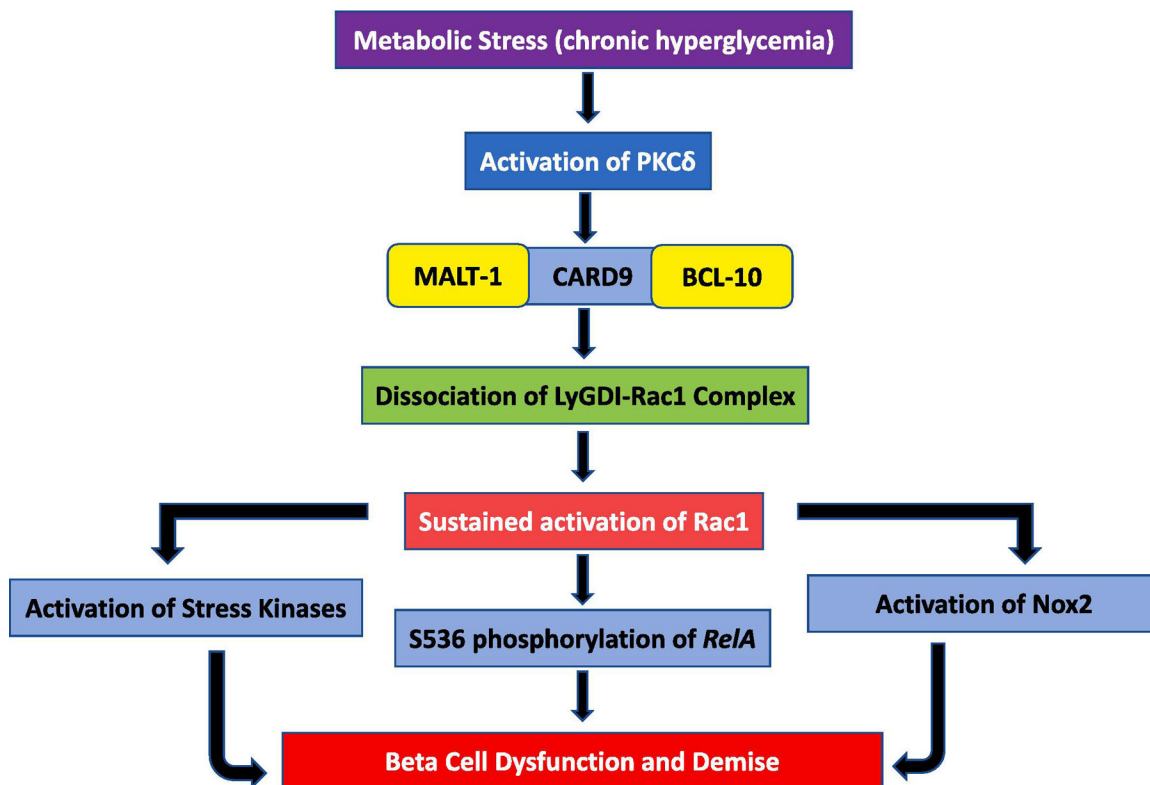 Metabolic Stress (chronic hyperglycemia)
Activation of PKCδ
MALT-1
CARD9
BCL-10
Dissociation of LyGDI-Rac1 Complex
Sustained activation of Rac1
Activation of Stress Kinases
S536 phosphorylation of RelA
Activation of Nox2
Beta Cell Dysfunction and Demise